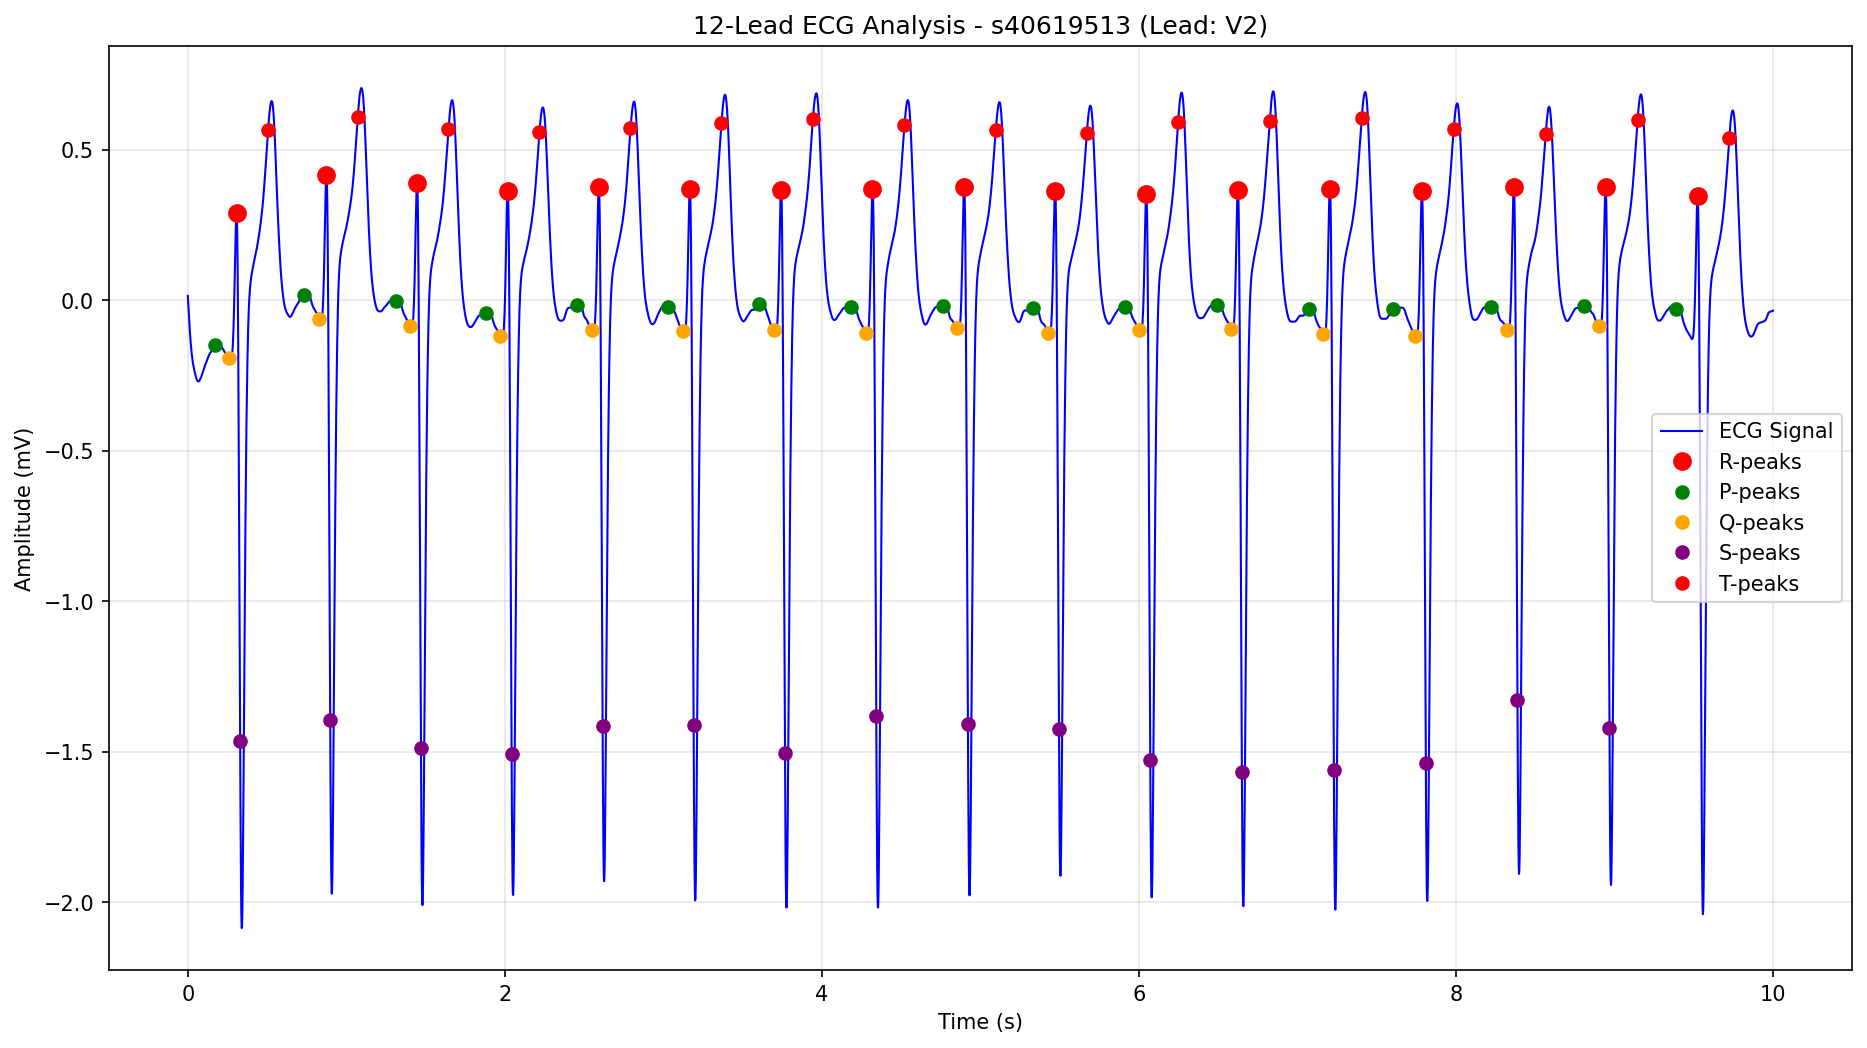 12-Lead ECG Analysis - s40619513 (Lead: V2)
0.5
0.0
−0.5
−1.0
−1.5
−2.0
Amplitude (mV)
ECG Signal
R-peaks
P-peaks
Q-peaks
S-peaks
T-peaks
0 2 4 6 8 10
Time (s)